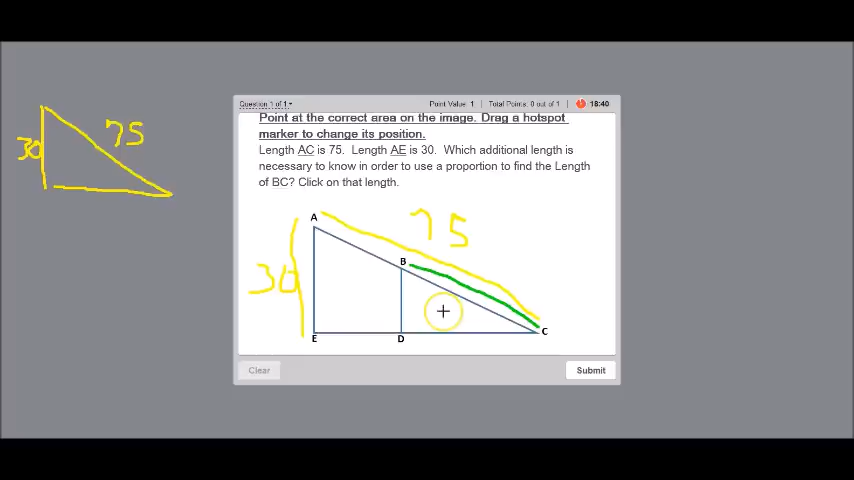 Question 1 of 1 Point Value: 1 Total Points: 0 out of 1 18:40
Point at the correct area on the image. Drag a hotspot
marker to change its position.
Length AC is 75. Length AE is 30. Which additional length is
necessary to know in order to use a proportion to find the Length
of BC? Click on that length.
30
75
A
75
B
30
E
D
C
Clear
Submit